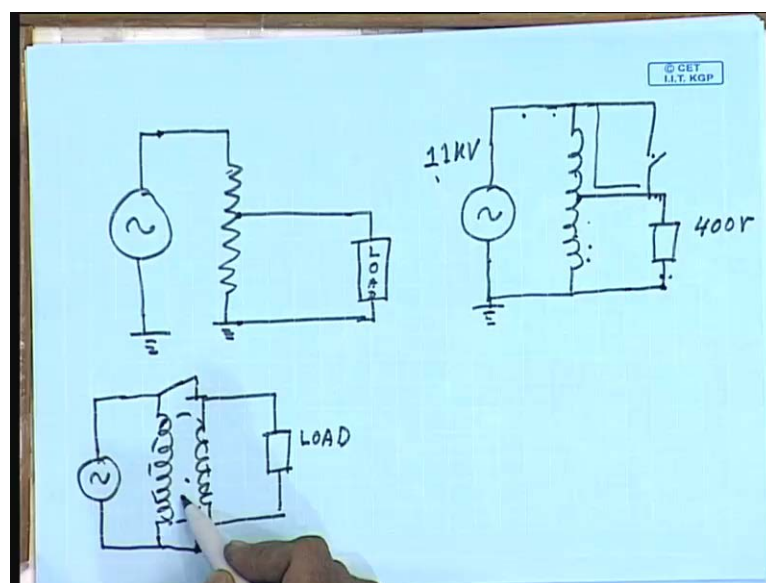 © CET
I.I.T. KGP
11KV
~
~
LOAD
400V
~
LOAD